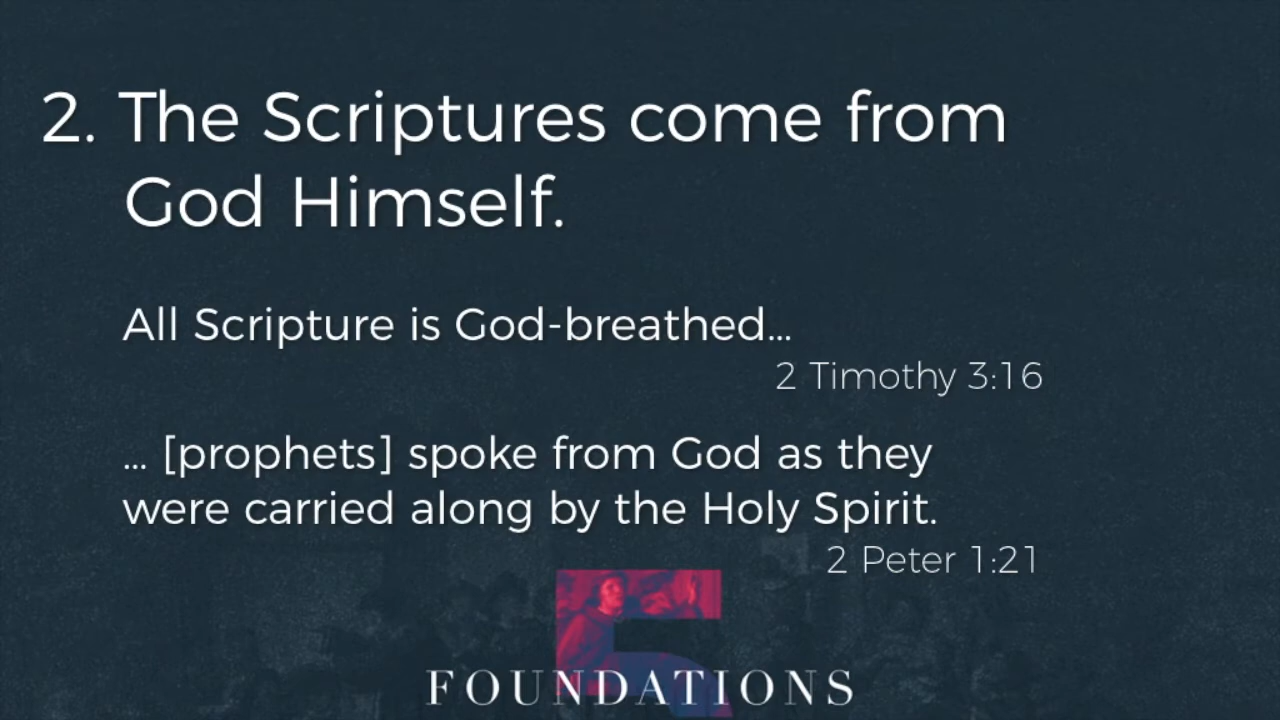 2. The Scriptures come from
God Himself.
All Scripture is God-breathed...
2 Timothy 3:16
... [prophets] spoke from God as they
were carried along by the Holy Spirit.
2 Peter 1:21
5
FOUNDATIONS